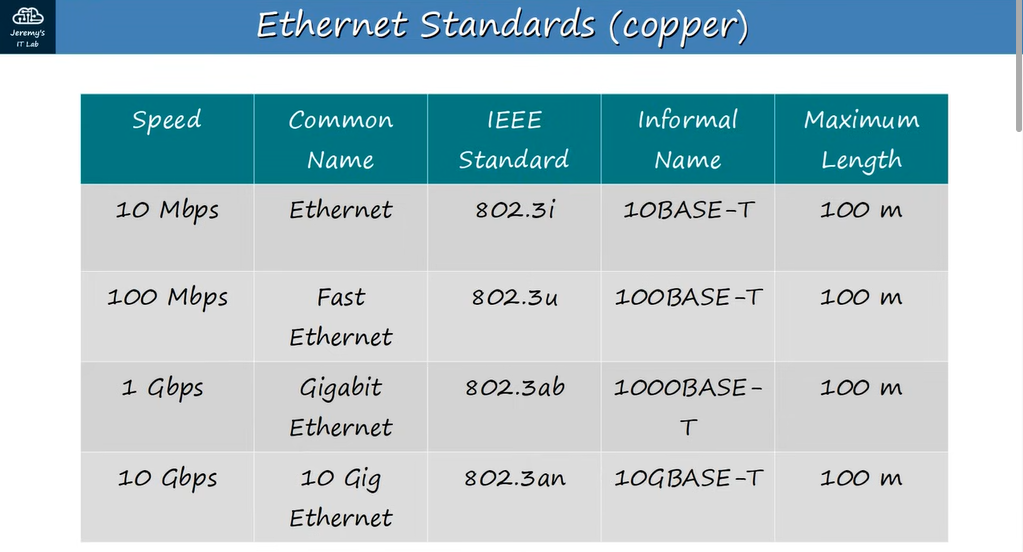 Jeremy's
IT Lab
Ethernet Standards (copper)
Speed
Common
Name
IEEE
Standard
Informal
Name
Maximum
Length
10 Mbps
Ethernet
802.3i
10BASE-T
100 m
100 Mbps
Fast
Ethernet
802.3u
100BASE-T
100 m
1 Gbps
Gigabit
Ethernet
802.3ab
1000BASE-
T
100 m
10 Gbps
10 Gig
Ethernet
802.3an
10GBASE-T
100 m